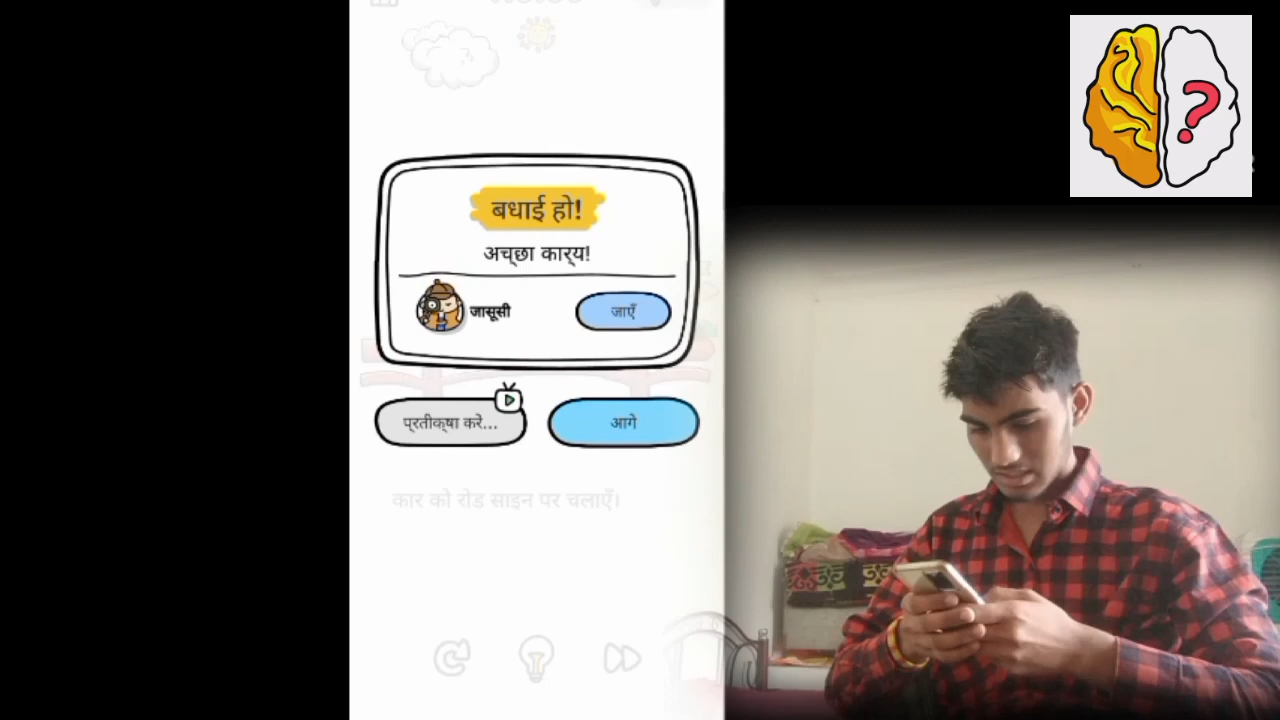 बधाई हो!
अच्छा कार्य!
जासूसी
जाएँ
प्रतीक्षा करे...
आगे
कार को रोड साइन पर चलाएँ।
?